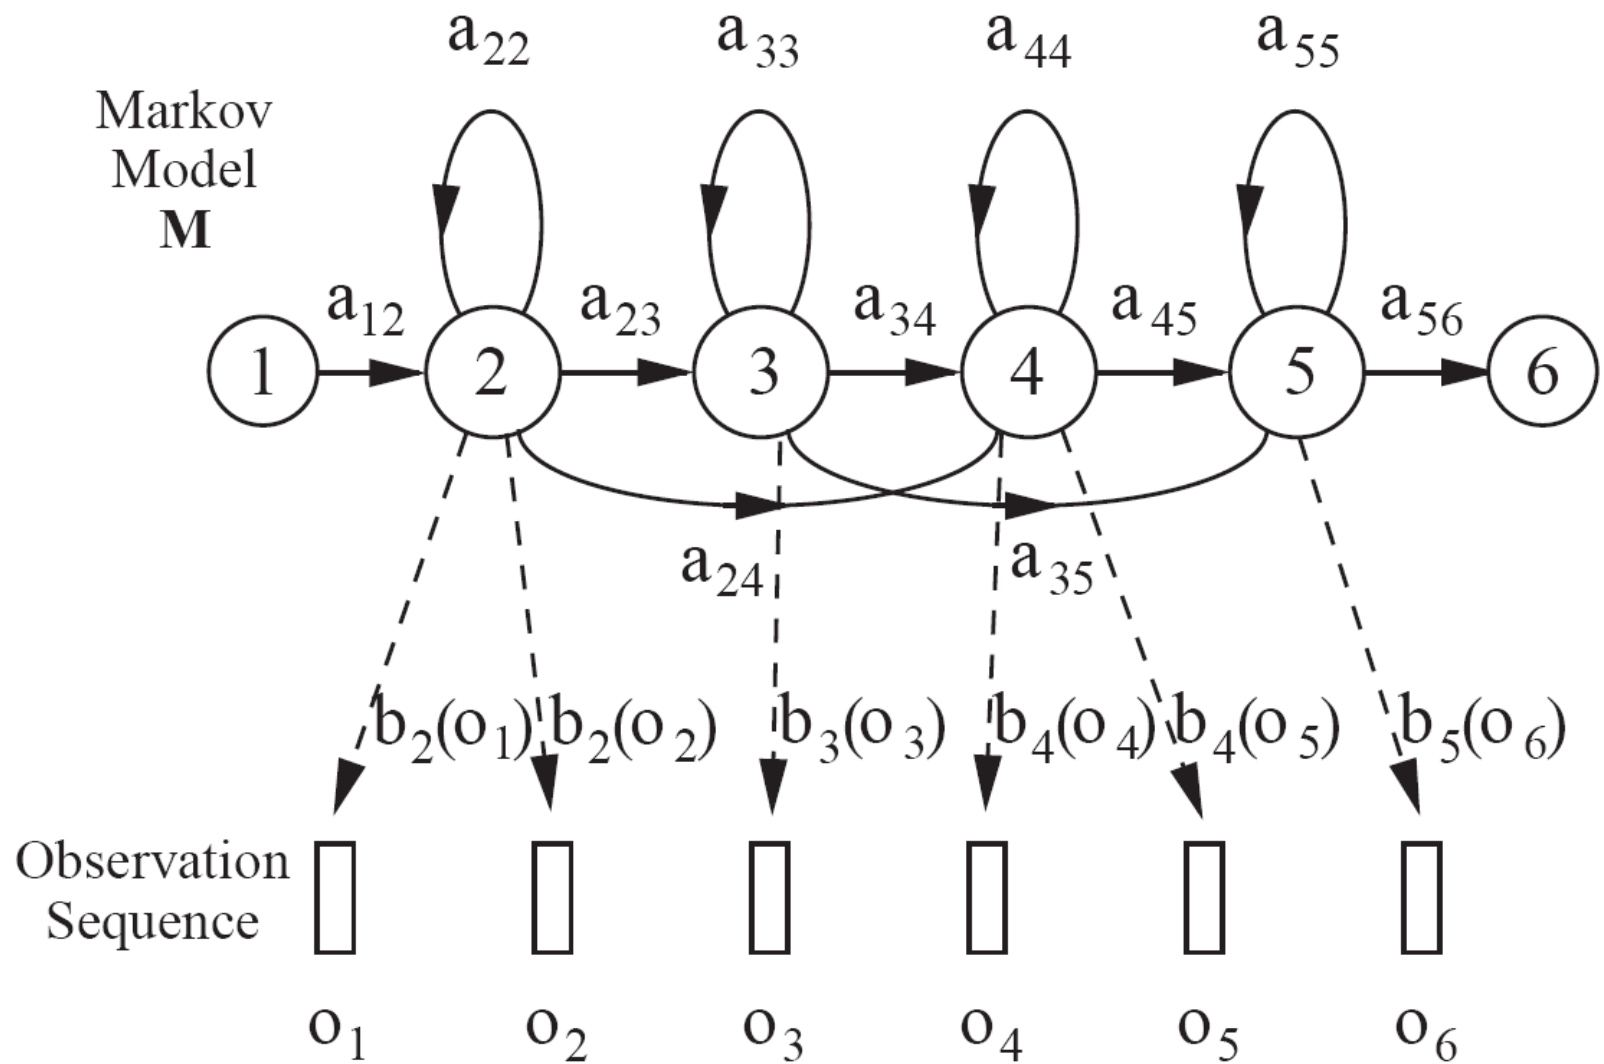 a22 a33 a44 a55
Markov
Model
M
a12 a23 a34 a45 a56
1 2 3 4 5 6
a24 a35
b2(o1) b2(o2) b3(o3) b4(o4) b4(o5) b5(o6)
Observation
Sequence
o1 o2 o3 o4 o5 o6